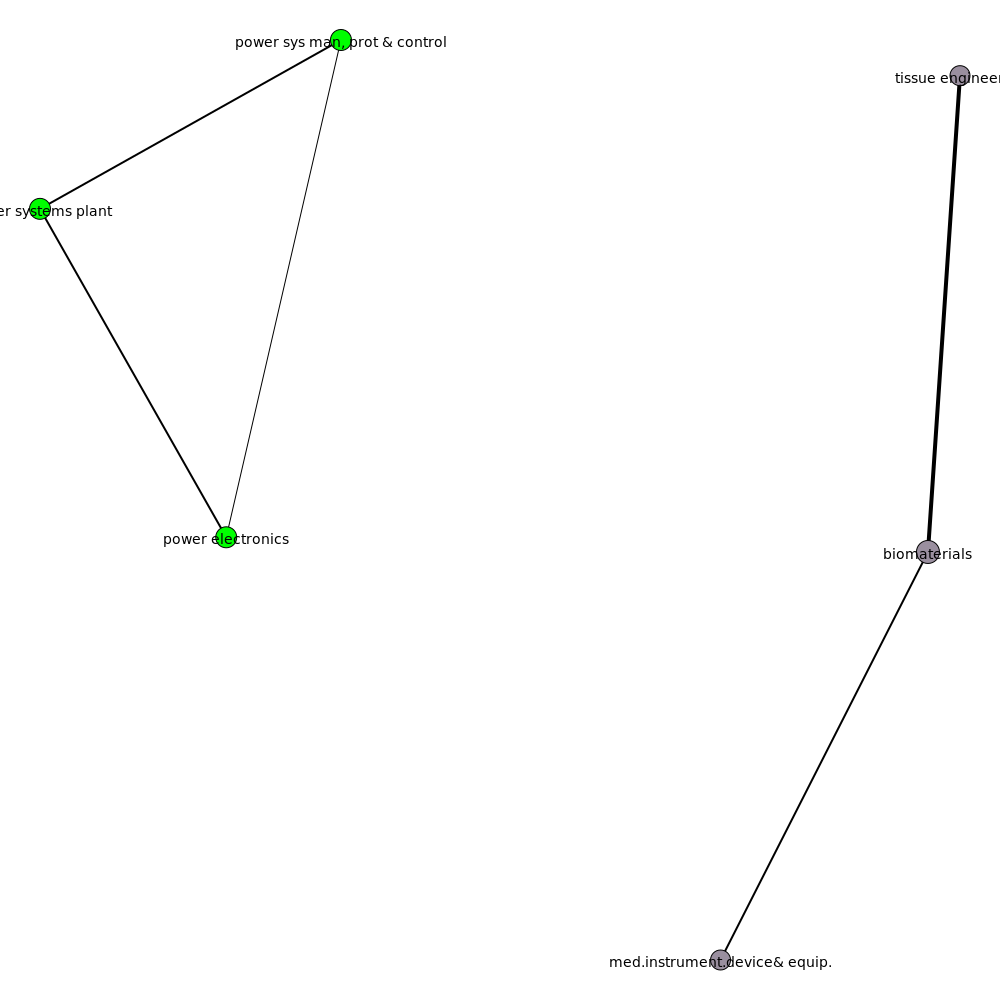 power sys man, prot & control
tissue engineer
er systems plant
power electronics
biomaterials
med.instrument.device& equip.